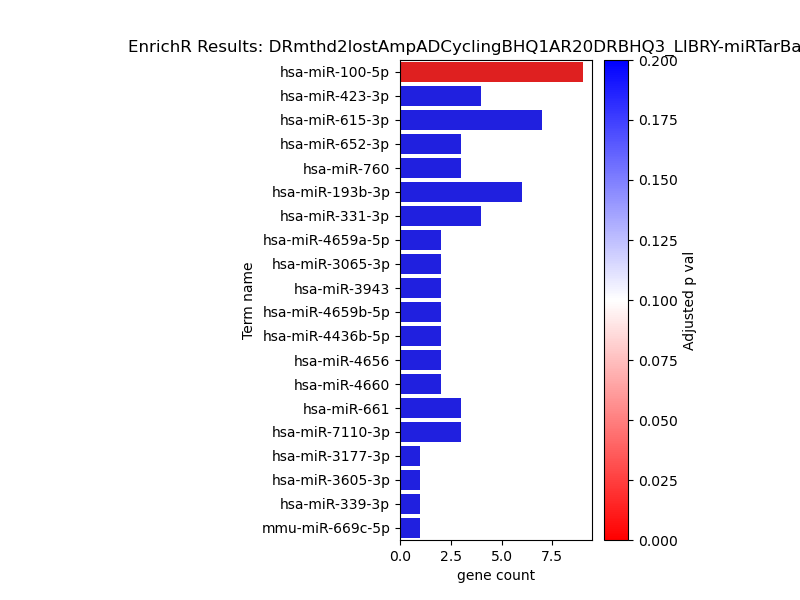 EnrichR Results: DRmthd2lostAmpADCyclingBHQ1AR20DRBHQ3_LIBRY-miRTarBa
hsa-miR-100-5p
hsa-miR-423-3p
hsa-miR-615-3p
hsa-miR-652-3p
hsa-miR-760
hsa-miR-193b-3p
hsa-miR-331-3p
hsa-miR-4659a-5p
hsa-miR-3065-3p
hsa-miR-3943
hsa-miR-4659b-5p
hsa-miR-4436b-5p
hsa-miR-4656
hsa-miR-4660
hsa-miR-661
hsa-miR-7110-3p
hsa-miR-3177-3p
hsa-miR-3605-3p
hsa-miR-339-3p
mmu-miR-669c-5p
Term name
0.0 2.5 5.0 7.5
gene count
0.200
0.175
0.150
0.125
0.100
0.075
0.050
0.025
0.000
Adjusted p val